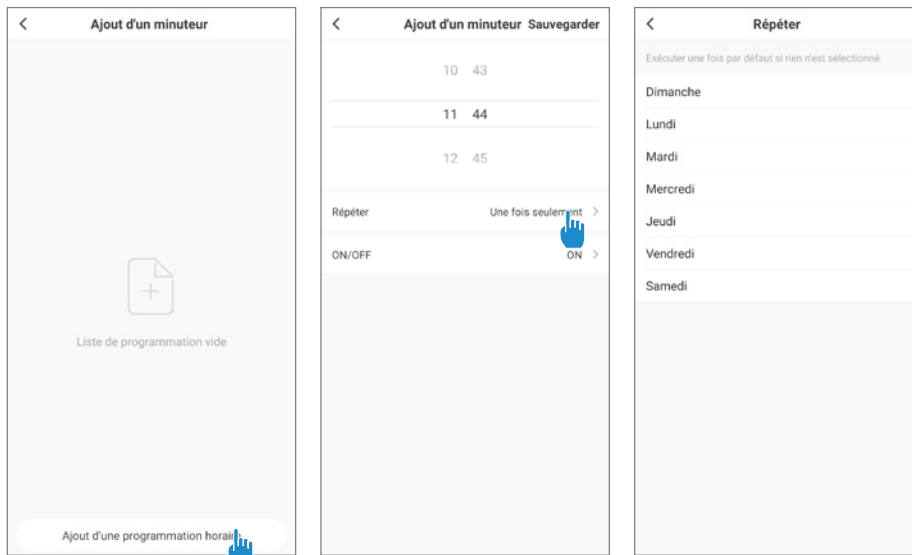 Ajout d'un minuteur
Liste de programmation vide
Ajout d'une programmation horaire
Ajout d'un minuteur Sauvegarder
10 43
11 44
12 45
Répéter Une fois seulement
ON/OFF ON
Répéter
Exécuter une fois par défaut si rien n'est sélectionné
Dimanche
Lundi
Mardi
Mercredi
Jeudi
Vendredi
Samedi